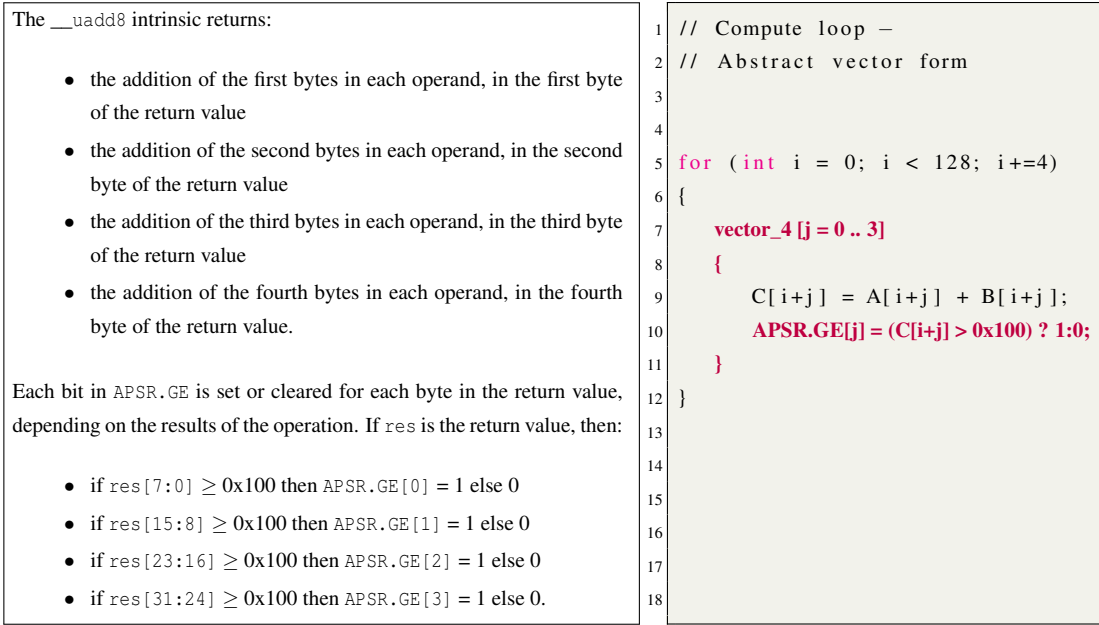 The __uadd8 intrinsic returns:
• the addition of the first bytes in each operand, in the first byte
of the return value
• the addition of the second bytes in each operand, in the second
byte of the return value
• the addition of the third bytes in each operand, in the third byte
of the return value
• the addition of the fourth bytes in each operand, in the fourth
byte of the return value.
Each bit in APSR.GE is set or cleared for each byte in the return value,
depending on the results of the operation. If res is the return value, then:
• if res[7:0] ≥ 0x100 then APSR.GE[0] = 1 else 0
• if res[15:8] ≥ 0x100 then APSR.GE[1] = 1 else 0
• if res[23:16] ≥ 0x100 then APSR.GE[2] = 1 else 0
• if res[31:24] ≥ 0x100 then APSR.GE[3] = 1 else 0.
1 // Compute loop −
2 // Abstract vector form
3
4
5 for (int i = 0; i < 128; i+=4)
6 {
7 vector_4 [j = 0 .. 3]
8 {
9 C[i+j] = A[i+j] + B[i+j];
10 APSR.GE[j] = (C[i+j] > 0x100) ? 1:0;
11 }
12 }
13
14
15
16
17
18